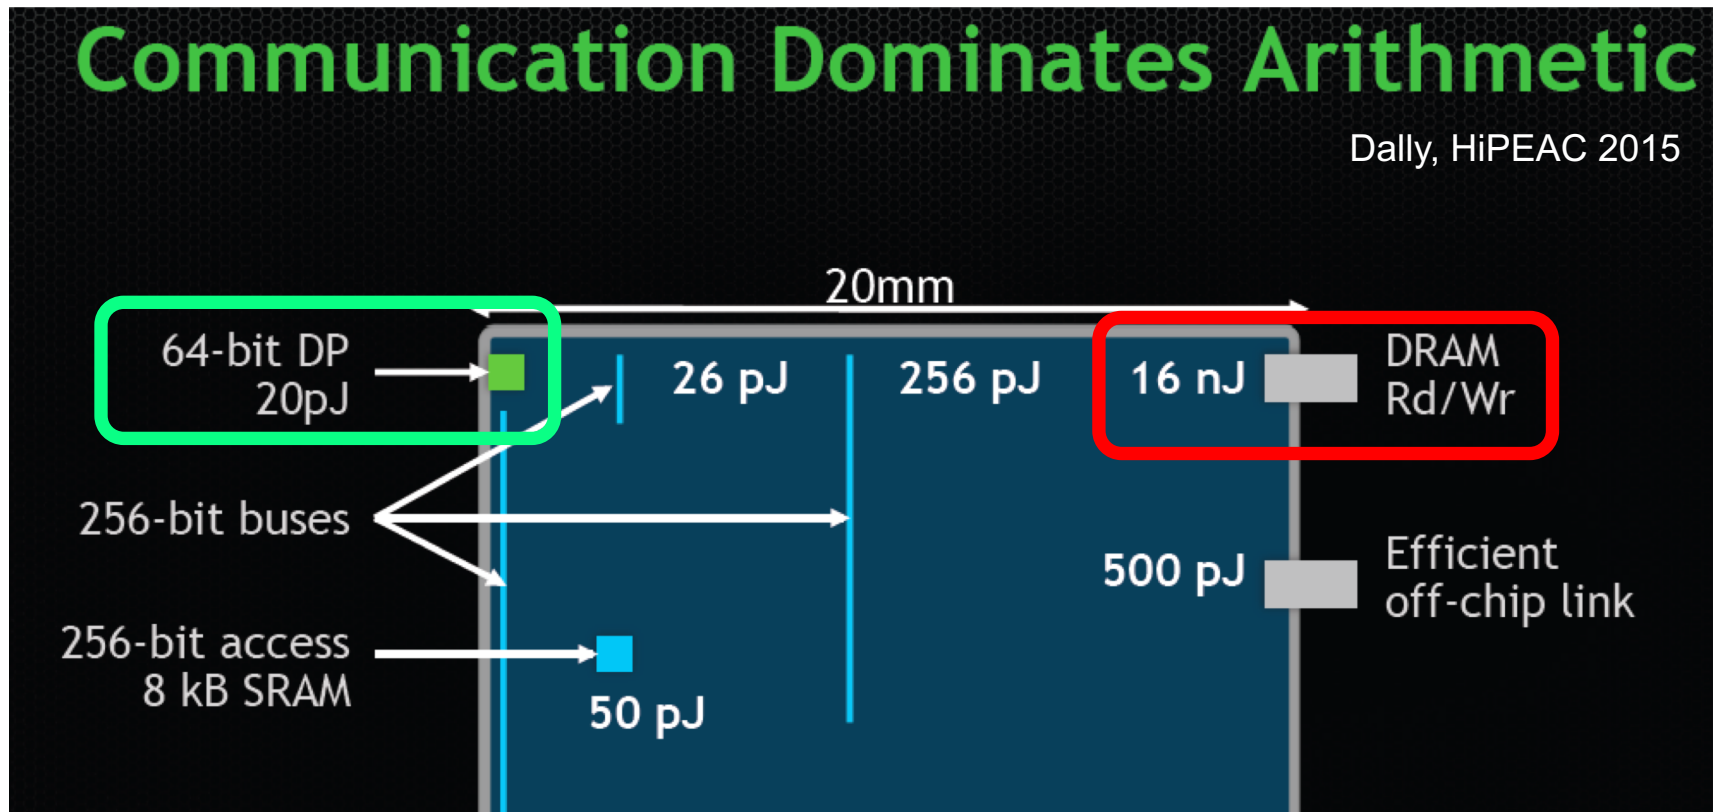 Communication Dominates Arithmetic
Dally, HiPEAC 2015
20mm
64-bit DP
20pJ
26 pJ
256 pJ
16 nJ
DRAM
Rd/Wr
256-bit buses
500 pJ
Efficient
off-chip link
256-bit access
8 kB SRAM
50 pJ